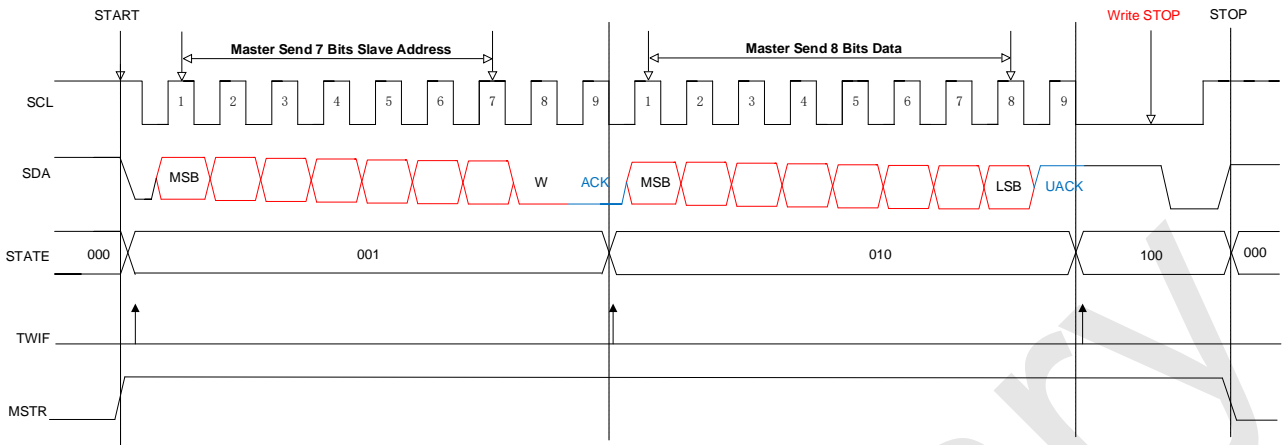 START Write STOP STOP
Master Send 7 Bits Slave Address Master Send 8 Bits Data
SCL 1 2 3 4 5 6 7 8 9 1 2 3 4 5 6 7 8 9
SDA MSB W ACK MSB LSB UACK
STATE 000 001 010 100 000
TWIF
MSTR